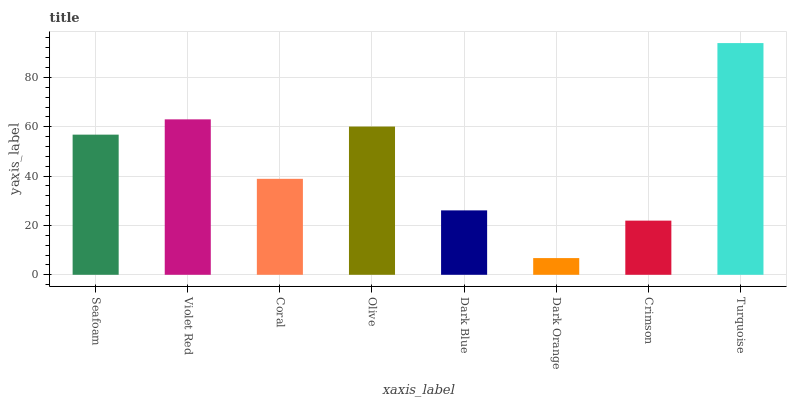 title
yaxis_label
80
60
40
20
0
Seafoam
Violet Red
Coral
Olive
Dark Blue
Dark Orange
Crimson
Turquoise
xaxis_label